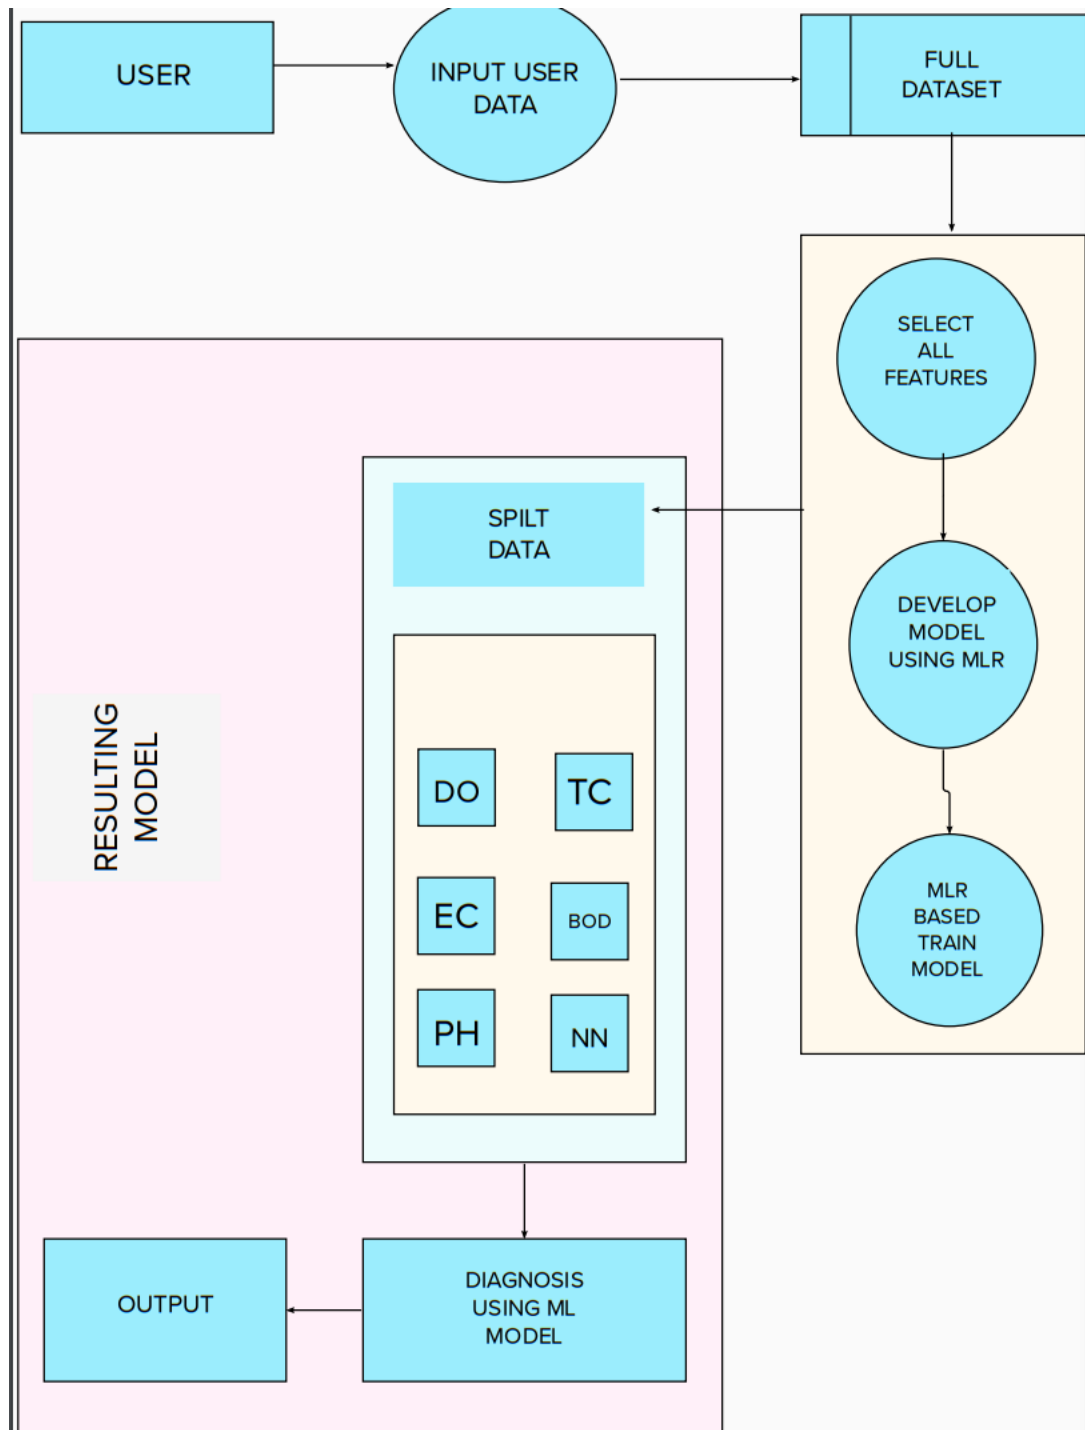 USER
INPUT USER
DATA
FULL
DATASET
SELECT
ALL
FEATURES
DEVELOP
MODEL
USING MLR
MLR
BASED
TRAIN
MODEL
SPILT
DATA
DO
TC
EC
BOD
PH
NN
RESULTING
MODEL
DIAGNOSIS
USING ML
MODEL
OUTPUT